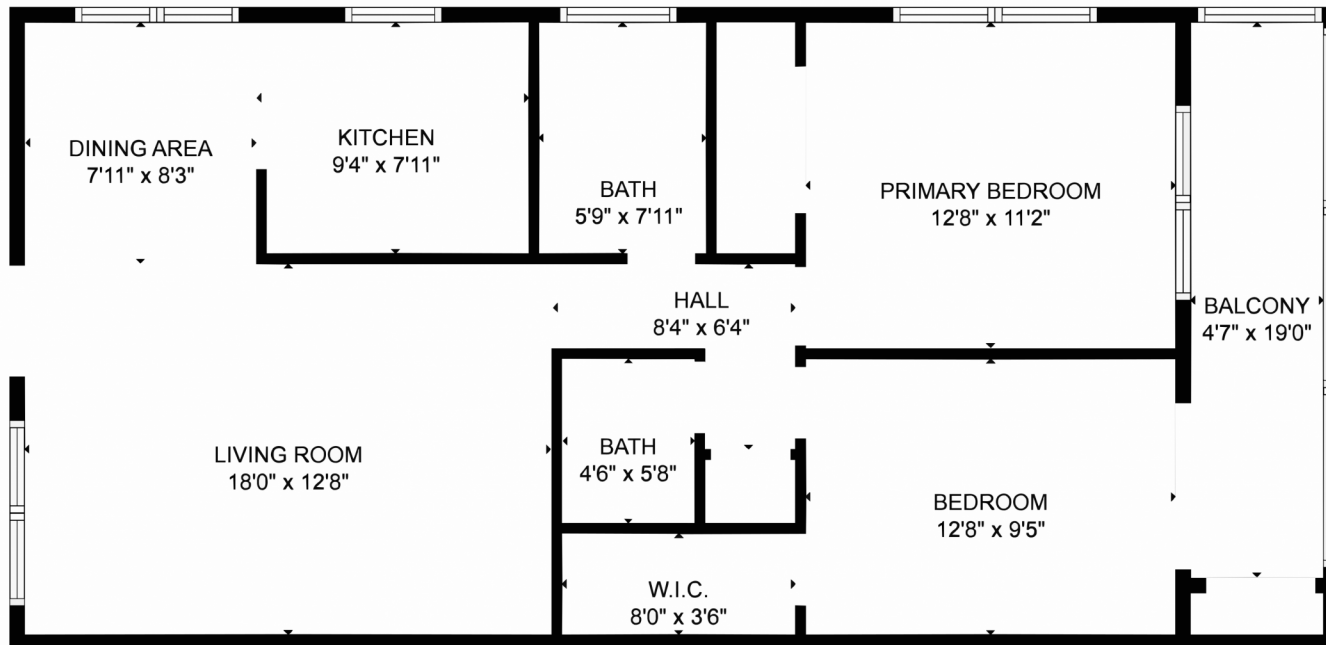 DINING AREA
7'11" x 8'3"
KITCHEN
9'4" x 7'11"
BATH
5'9" x 7'11"
PRIMARY BEDROOM
12'8" x 11'2"
HALL
8'4" x 6'4"
BALCONY
4'7" x 19'0"
LIVING ROOM
18'0" x 12'8"
BATH
4'6" x 5'8"
BEDROOM
12'8" x 9'5"
W.I.C.
8'0" x 3'6"